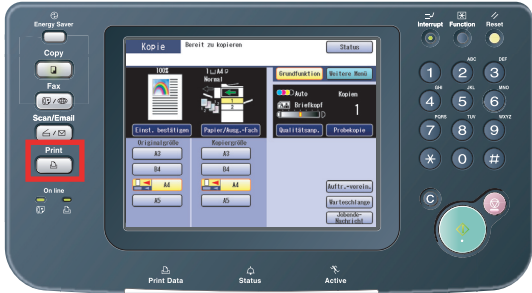 Energy Saver
Copy
Fax
Scan/Email
Print
On line
Kopie
Bereit zu kopieren
Status
100%
1 A4
Normal
Grundfunktion
Weitere Menü
Auto
Briefkopf
D
Kopien
1
Einst. bestätigen
Papier/Ausg.-Fach
Qualitätsanp.
Probekopie
Originalgröße
Kopiergröße
A3
A3
B4
B4
A4
A4
A5
A5
Auftr.-verein.
Warteschlange
Jobende-
Nachricht
Print Data
Status
Active
Interrupt
Function
Reset
ABC
DEF
1
2
3
GHI
JKL
MNO
4
5
6
PQRS
TUV
WXYZ
7
8
9
0
#
C